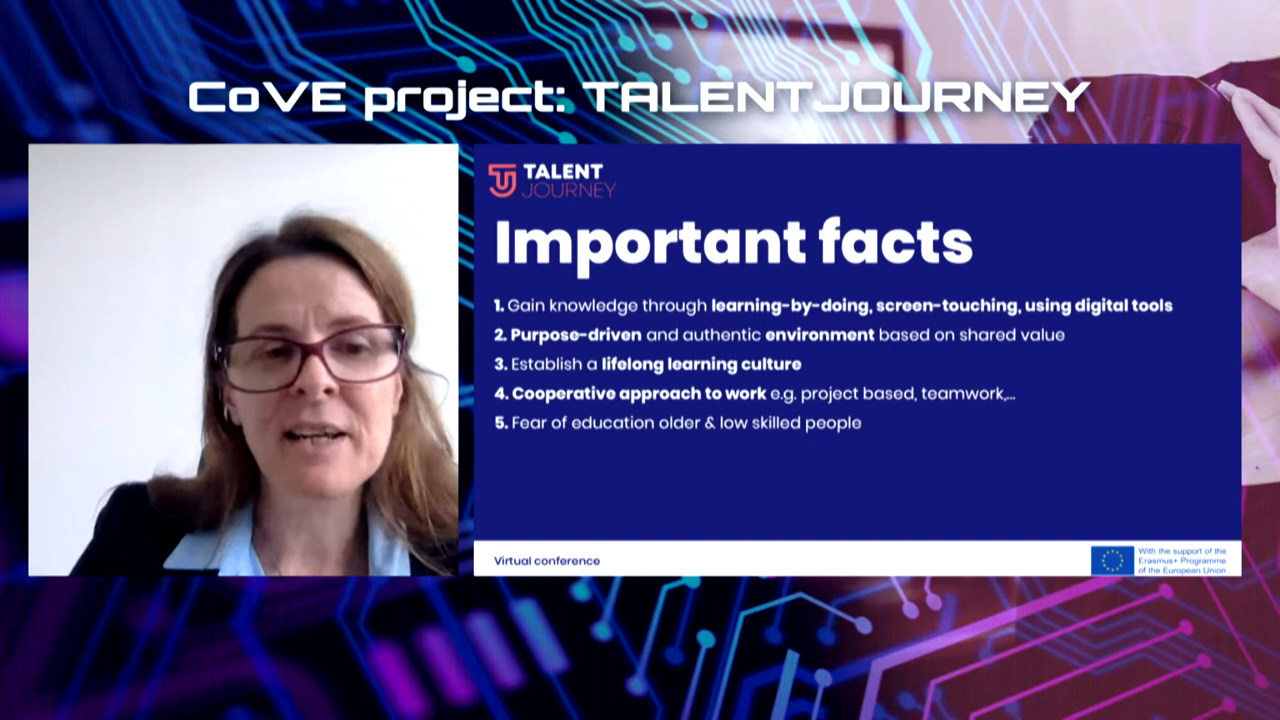 CoVE project: TALENTJOURNEY
TALENT
JOURNEY
Important facts
1. Gain knowledge through learning-by-doing, screen-touching, using digital tools
2. Purpose-driven and authentic environment based on shared value
3. Establish a lifelong learning culture
4. Cooperative approach to work e.g. project based, teamwork,...
5. Fear of education older & low skilled people
Virtual conference
With the support of the
Erasmus+ Programme
of the European Union